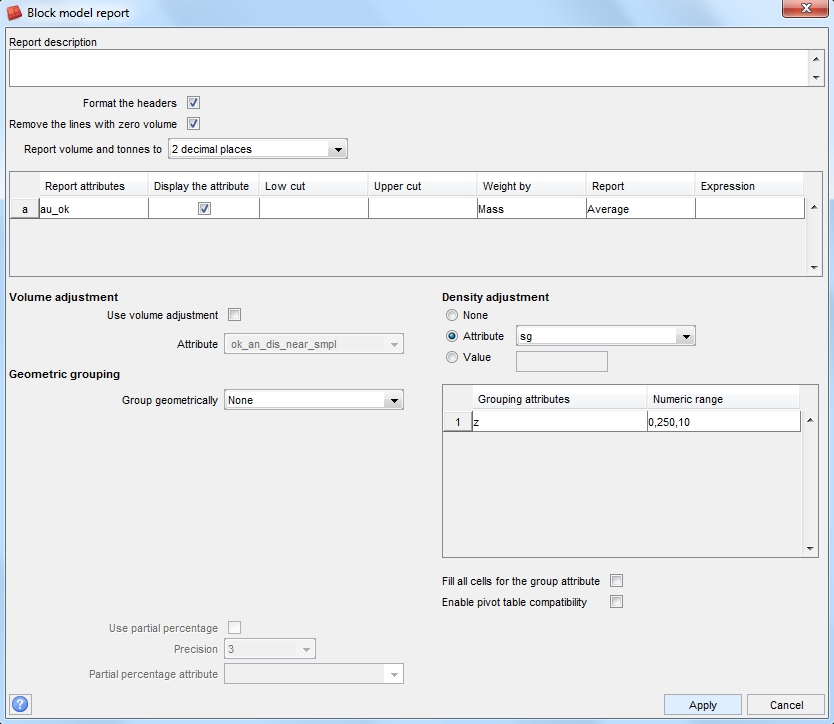 Block model report
Report description
Format the headers
Remove the lines with zero volume
Report volume and tonnes to 2 decimal places
Report attributes Display the attribute Low cut Upper cut Weight by Report Expression
a au_ok Mass Average
Volume adjustment
Use volume adjustment
Attribute ok_an_dis_near_smpl
Geometric grouping
Group geometrically None
Density adjustment
None
Attribute sg
Value
Grouping attributes Numeric range
1 z 0,250,10
Fill all cells for the group attribute
Enable pivot table compatibility
Use partial percentage
Precision 3
Partial percentage attribute
? Apply Cancel